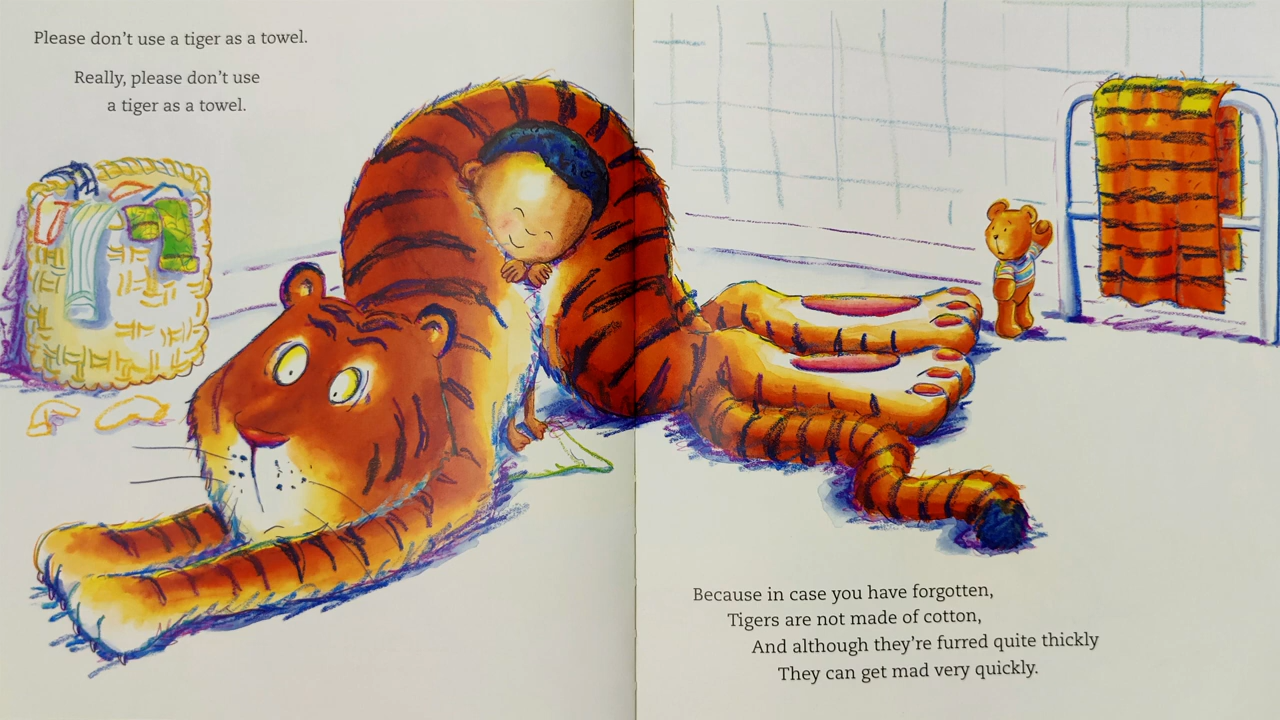 Please don't use a tiger as a towel.
Really, please don't use
a tiger as a towel.
Because in case you have forgotten,
Tigers are not made of cotton,
And although they're furred quite thickly
They can get mad very quickly.